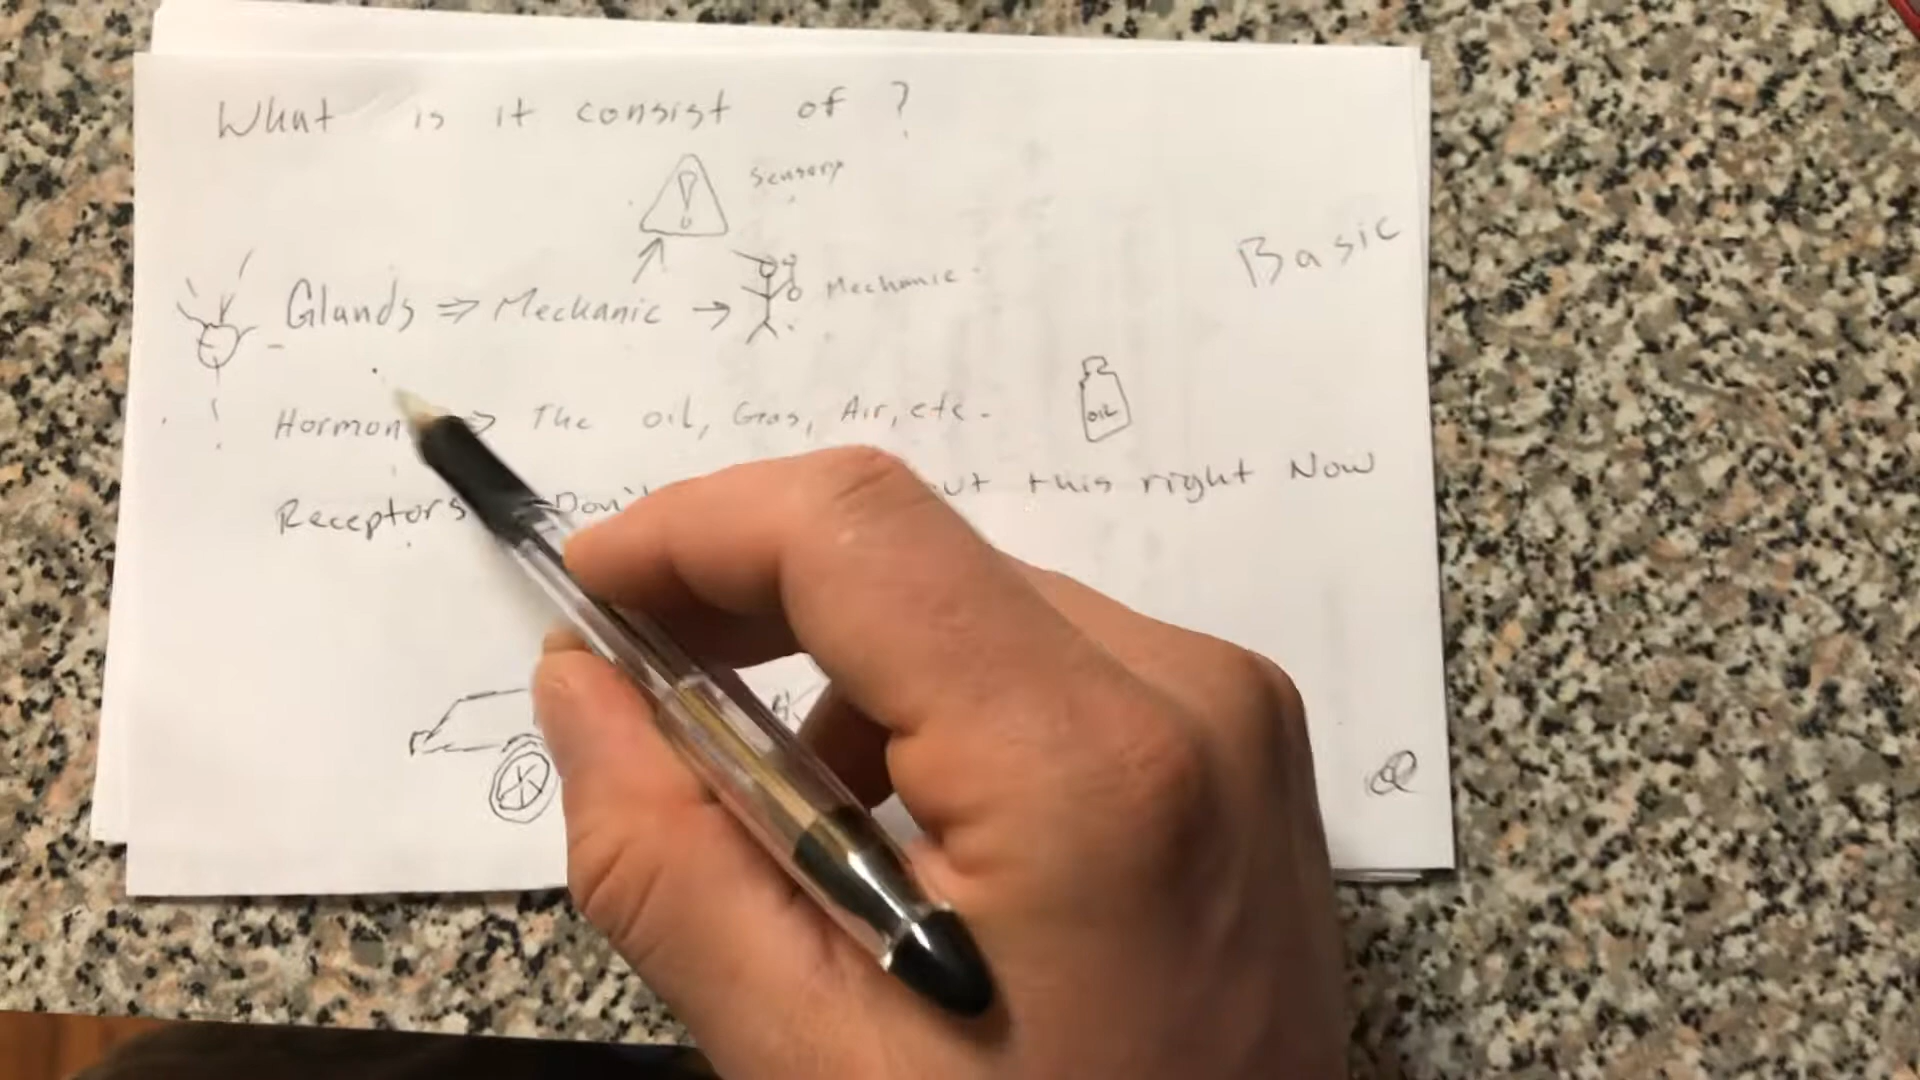 What is it consist of ?
Sensory
Basic
Glands ⇒ Mechanic → Mechanic
Hormon ⇒ The oil, Gas, Air, etc.
OIL
Receptors Don't this right Now